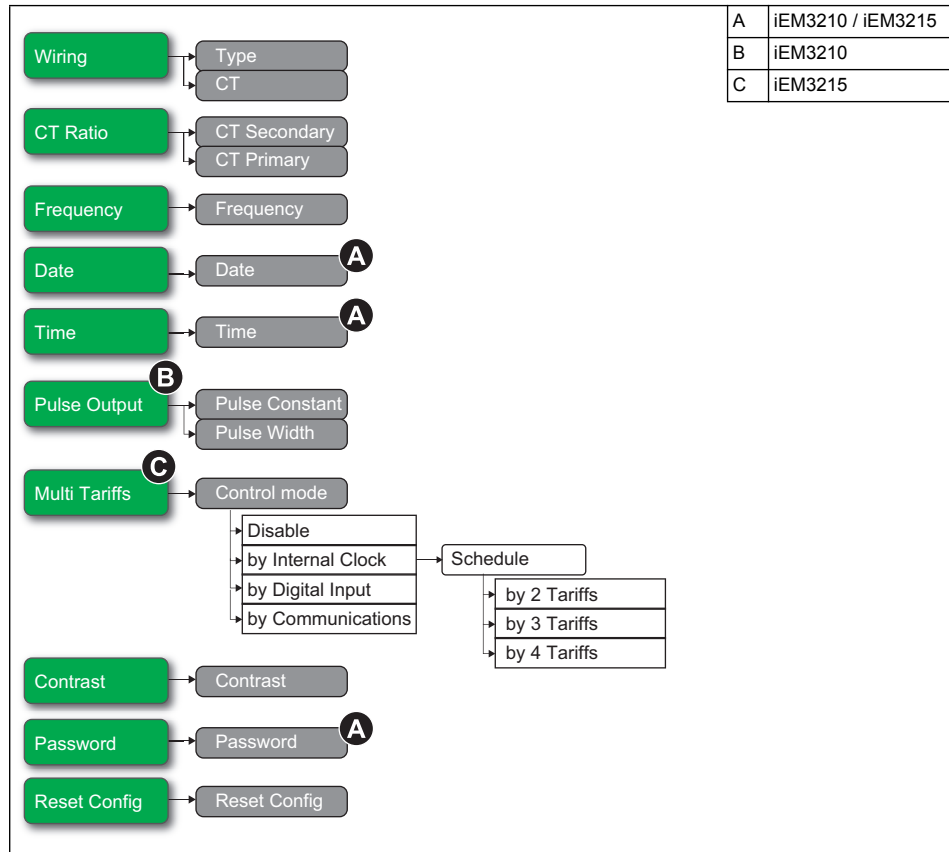 A iEM3210 / iEM3215
B iEM3210
C iEM3215
Wiring
Type
CT
CT Ratio
CT Secondary
CT Primary
Frequency
Frequency
Date
Date
A
Time
Time
A
Pulse Output
B
Pulse Constant
Pulse Width
Multi Tariffs
C
Control mode
Disable
by Internal Clock
by Digital Input
by Communications
Schedule
by 2 Tariffs
by 3 Tariffs
by 4 Tariffs
Contrast
Contrast
Password
Password
A
Reset Config
Reset Config